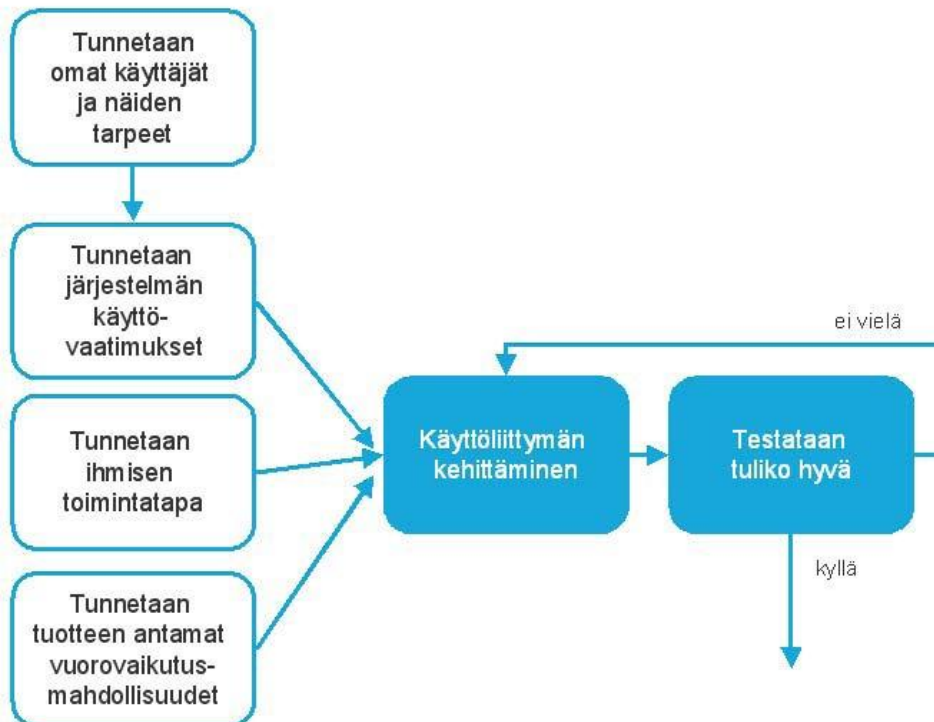 Tunnetaan
omat käyttäjät
ja näiden
tarpeet
Tunnetaan
järjestelmän
käyttö-
vaatimukset
Tunnetaan
ihmisen
toimintatapa
Tunnetaan
tuotteen antamat
vuorovaikutus-
mahdollisuudet
Käyttöliittymän
kehittäminen
Testataan
tuliko hyvä
ei vielä
kyllä